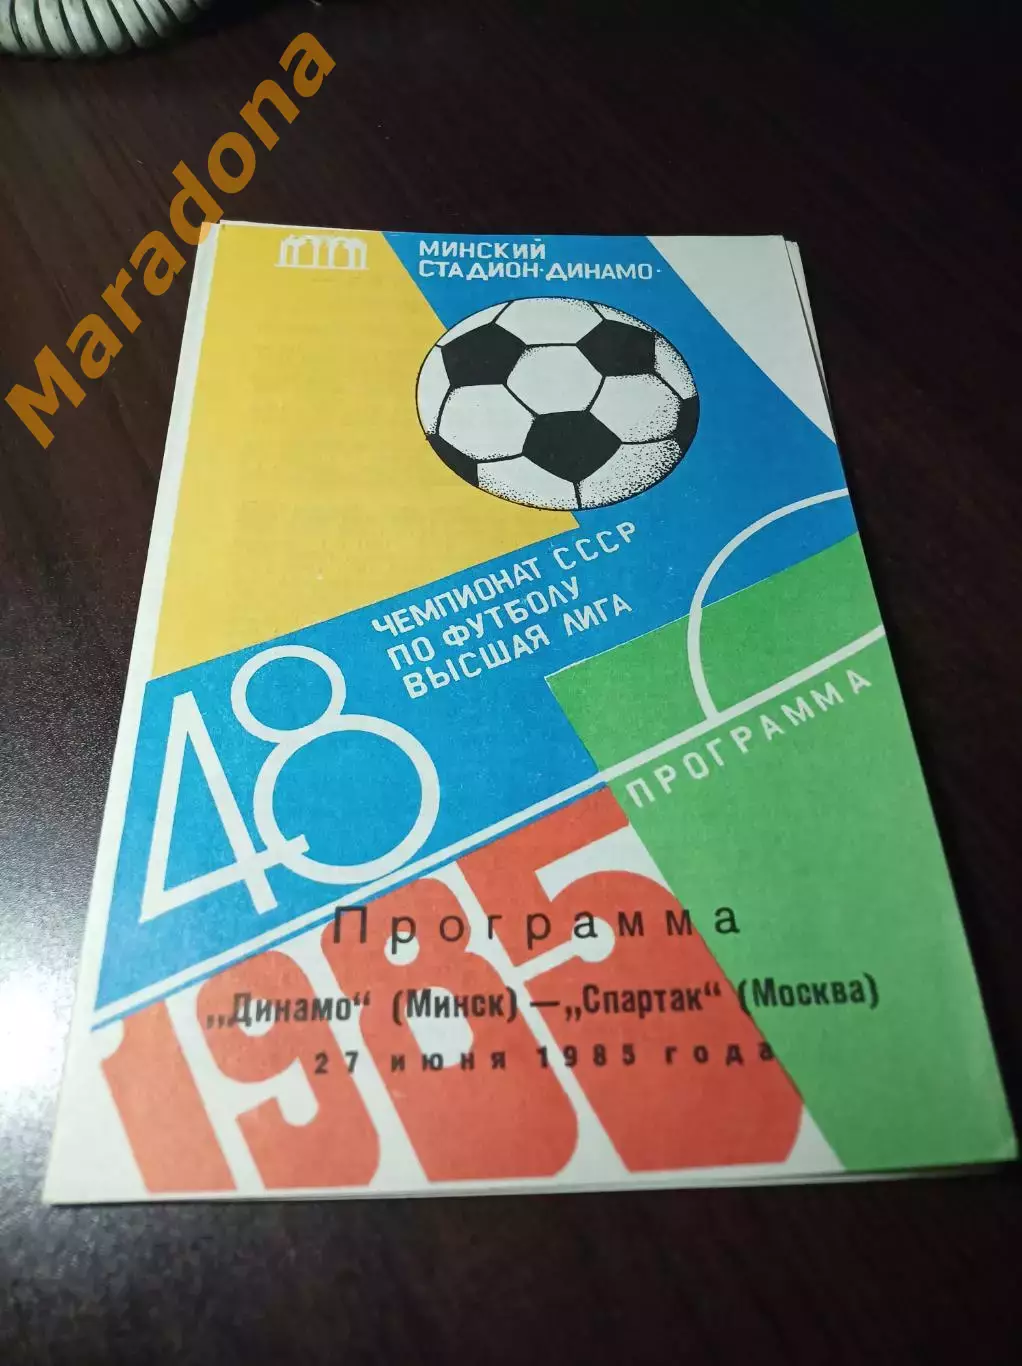 Maradona
МИНСКИЙ
СТАДИОН·ДИНАМО·
ЧЕМПИОНАТ СССР
ПО ФУТБОЛУ
ВЫСШАЯ ЛИГА
48
ПРОГРАММА
1985
Программа
„Динамо“ (Минск) — „Спартак“ (Москва)
27 июня 1985 года